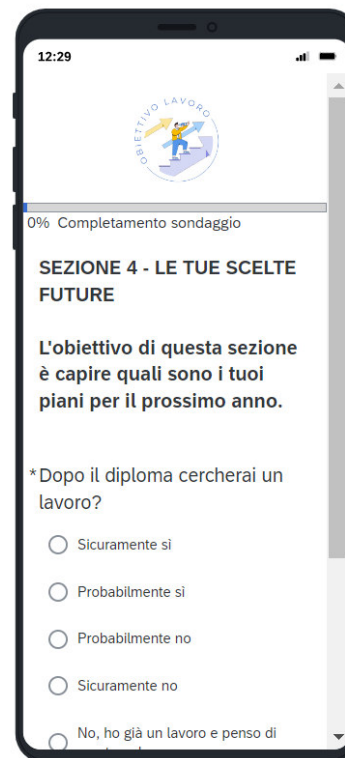 12:29
OBIETTIVO LAVORO
0% Completamento sondaggio
SEZIONE 4 - LE TUE SCELTE
FUTURE
L'obiettivo di questa sezione
è capire quali sono i tuoi
piani per il prossimo anno.
*Dopo il diploma cercherai un
lavoro?
Sicuramente sì
Probabilmente sì
Probabilmente no
Sicuramente no
No, ho già un lavoro e penso di